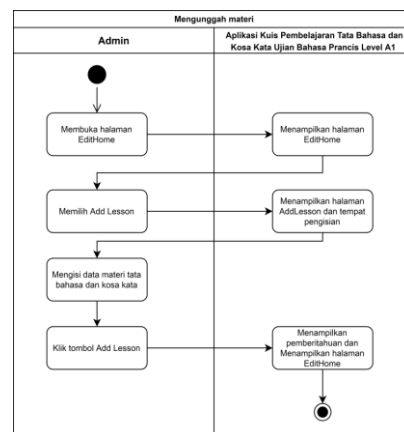 Mengunggah materi
Admin
Aplikasi Kuis Pembelajaran Tata Bahasa dan
Kosa Kata Ujian Bahasa Prancis Level A1
Membuka halaman
EditHome
Menampilkan halaman
EditHome
Memilih Add Lesson
Menampilkan halaman
AddLesson dan tempat
pengisian
Mengisi data materi tata
bahasa dan kosa kata
Klik tombol Add Lesson
Menampilkan
pemberitahuan dan
Menampilkan halaman
EditHome